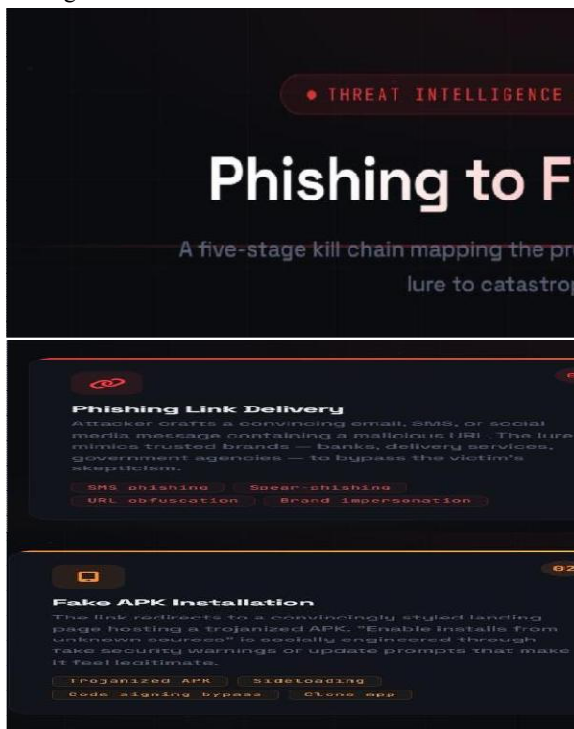 THREAT INTELLIGENCE
Phishing to F
A five-stage kill chain mapping the pr
lure to catastrop
Phishing Link Delivery
Attacker crafts a convincing email, SMS, or social
media message containing a malicious URL. The lure
mimics trusted brands — banks, delivery services,
government agencies — to bypass the victim's
skepticism.
SMS phishing Spear-phishing
URL obfuscation Brand impersonation
02
Fake APK Installation
The link redirects to a convincingly styled landing
page hosting a trojanized APK. "Enable installs from
unknown sources" is socially engineered through
fake security warnings or update prompts that make
it feel legitimate.
Trojanized APK Sideloading
Code signing bypass Clone app